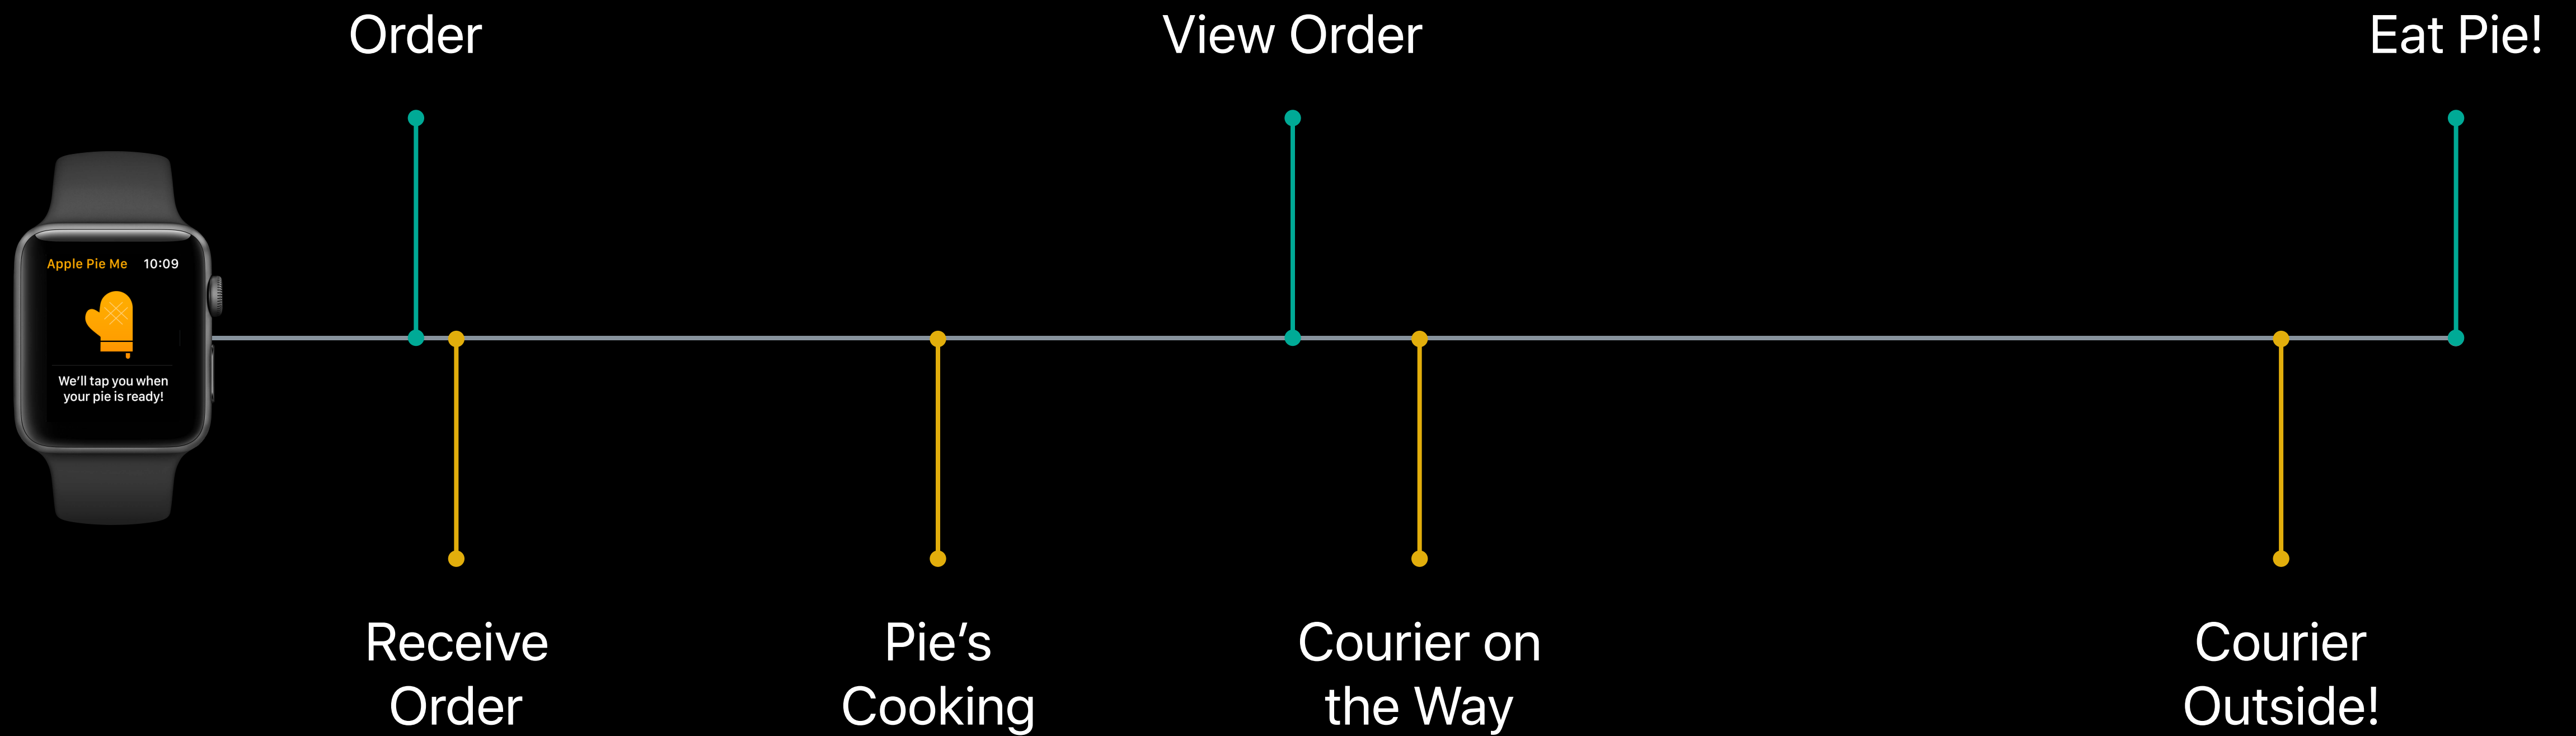 Order
View Order
Eat Pie!
Apple Pie Me 10:09
We’ll tap you when
your pie is ready!
Receive
Order
Pie‘s
Cooking
Courier on
the Way
Courier
Outside!